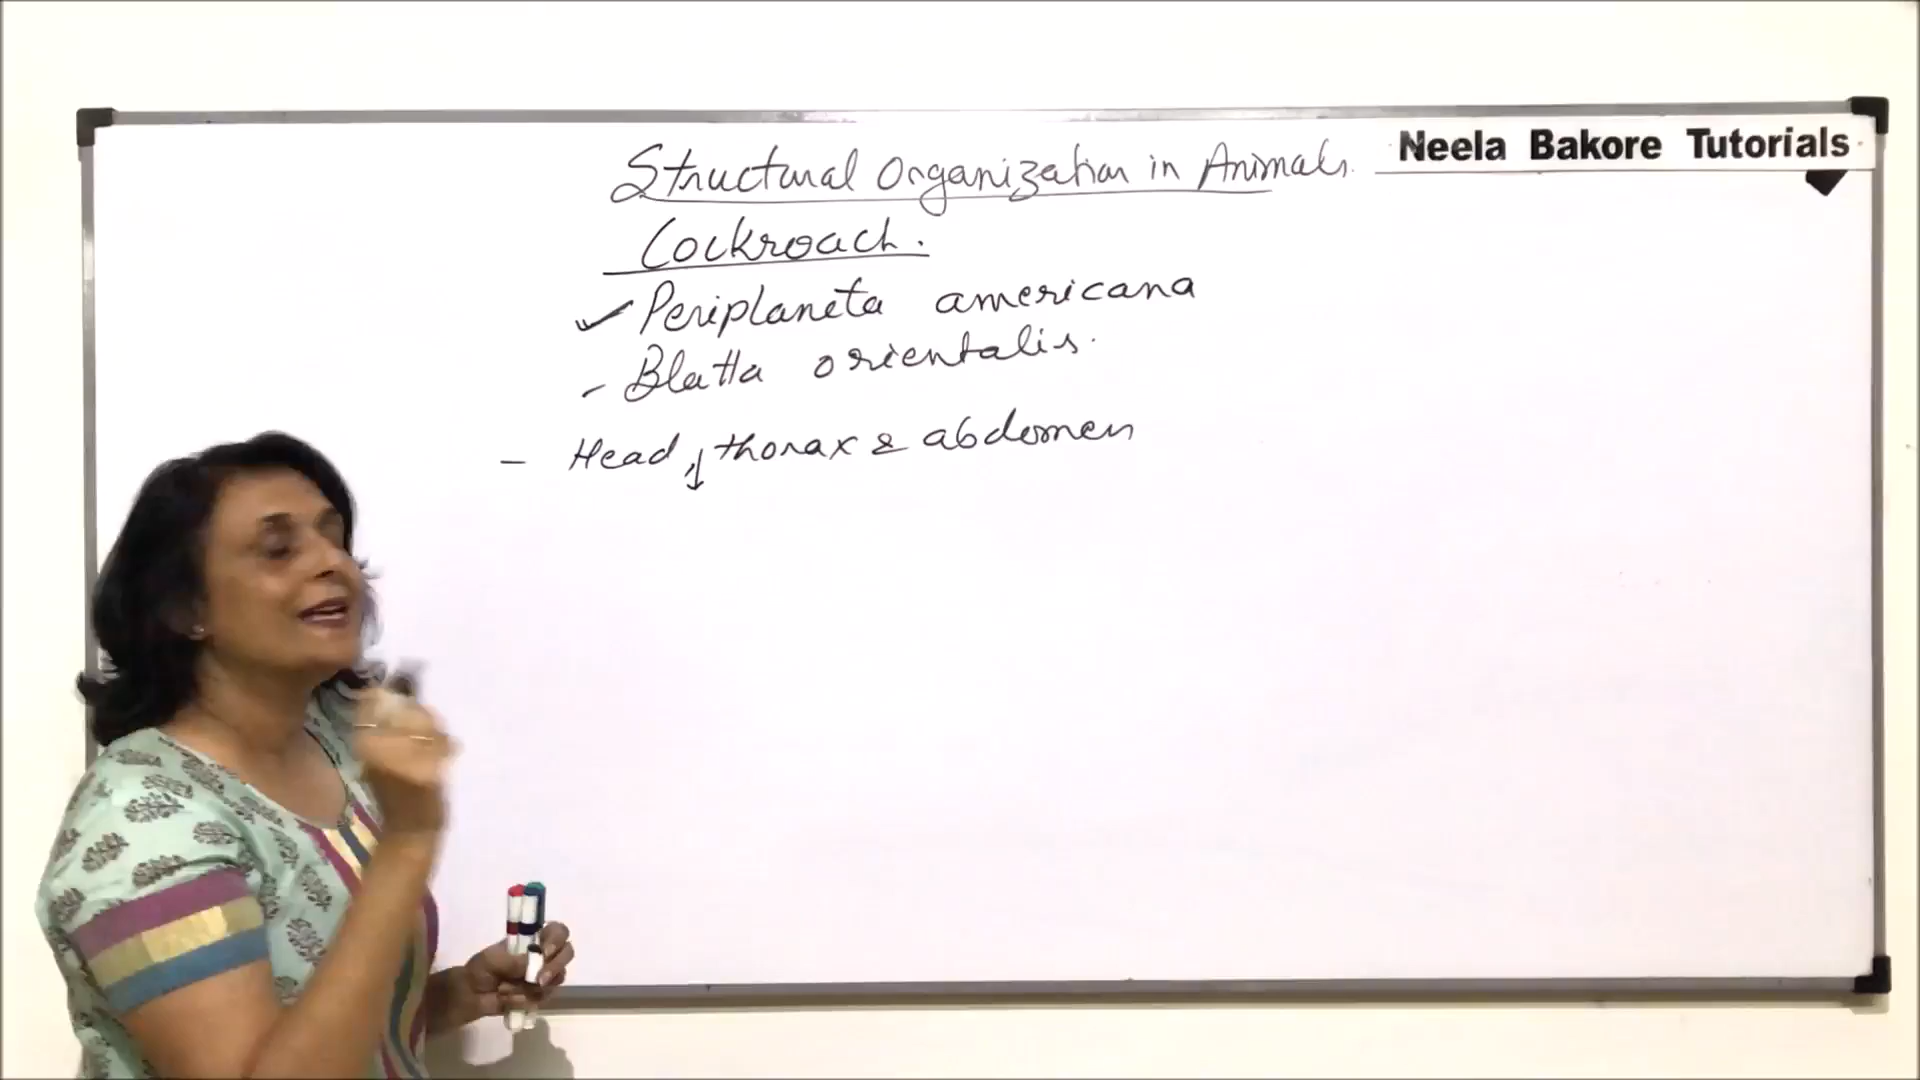 Structural Organization in Animals.
Neela Bakore Tutorials
Cockroach.
✓ Periplaneta americana
- Blatta orientalis.
- Head, ↓ thorax & abdomen